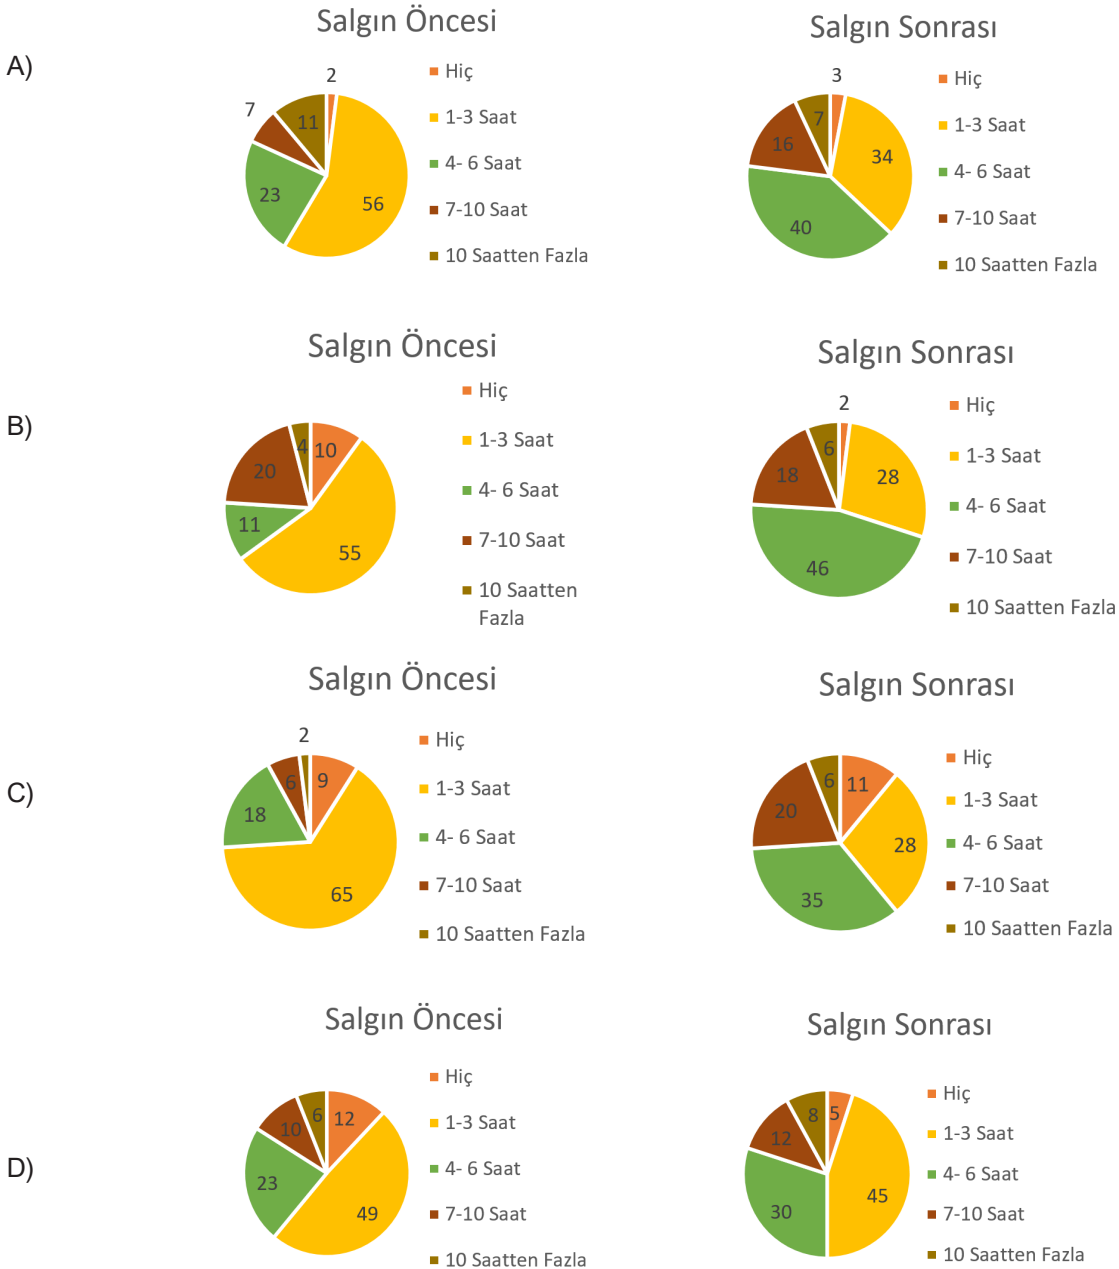 A)
Salgın Öncesi
2
7
11
23
56
Hiç
1-3 Saat
4- 6 Saat
7-10 Saat
10 Saatten Fazla
Salgın Sonrası
3
7
16
34
40
Hiç
1-3 Saat
4- 6 Saat
7-10 Saat
10 Saatten Fazla
B)
Salgın Öncesi
4
10
20
11
55
Hiç
1-3 Saat
4- 6 Saat
7-10 Saat
10 Saatten
Fazla
Salgın Sonrası
2
6
18
28
46
Hiç
1-3 Saat
4- 6 Saat
7-10 Saat
10 Saatten Fazla
C)
Salgın Öncesi
2
6
9
18
65
Hiç
1-3 Saat
4- 6 Saat
7-10 Saat
10 Saatten Fazla
Salgın Sonrası
6
11
20
28
35
Hiç
1-3 Saat
4- 6 Saat
7-10 Saat
10 Saatten Fazla
D)
Salgın Öncesi
6
12
10
23
49
Hiç
1-3 Saat
4- 6 Saat
7-10 Saat
10 Saatten Fazla
Salgın Sonrası
8
5
12
45
30
Hiç
1-3 Saat
4- 6 Saat
7-10 Saat
10 Saatten Fazla